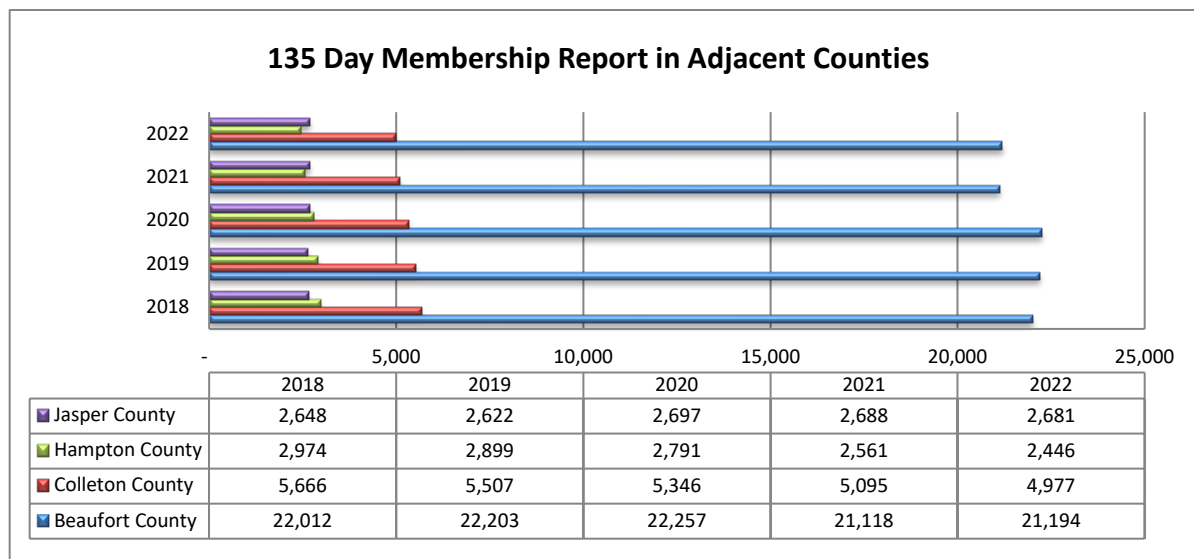 135 Day Membership Report in Adjacent Counties
2022
2021
2020
2019
2018
- 5,000 10,000 15,000 20,000 25,000
2018 2019 2020 2021 2022
Jasper County 2,648 2,622 2,697 2,688 2,681
Hampton County 2,974 2,899 2,791 2,561 2,446
Colleton County 5,666 5,507 5,346 5,095 4,977
Beaufort County 22,012 22,203 22,257 21,118 21,194